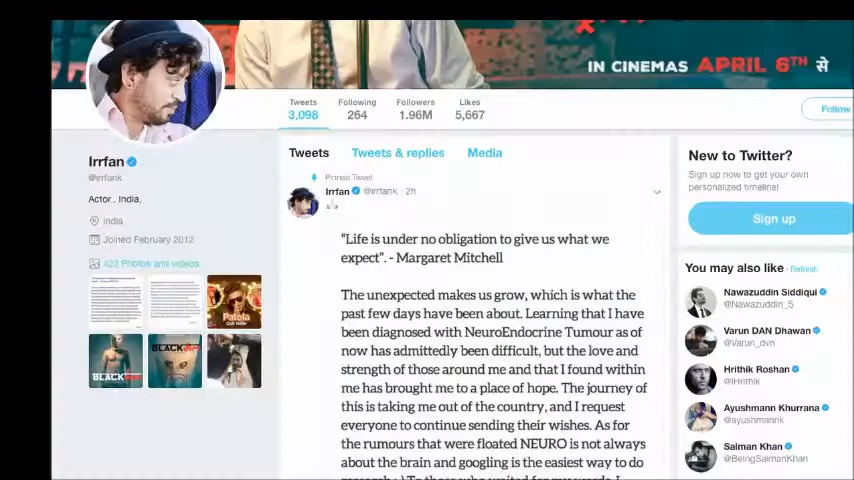 IN CINEMAS APRIL 6TH से
Tweets Following Followers Likes
3,098 264 1.96M 5,667
Follow
Irrfan
@irrfank
Actor . India.
India
Joined February 2012
423 Photos and videos
Patola
BLACKमेल
BLACKमेल
Tweets Tweets & replies Media
Pinned Tweet
Irrfan @irrfank · 2h
“Life is under no obligation to give us what we
expect”. - Margaret Mitchell
The unexpected makes us grow, which is what the
past few days have been about. Learning that I have
been diagnosed with NeuroEndocrine Tumour as of
now has admittedly been difficult, but the love and
strength of those around me and that I found within
me has brought me to a place of hope. The journey of
this is taking me out of the country, and I request
everyone to continue sending their wishes. As for
the rumours that were floated NEURO is not always
about the brain and googling is the easiest way to do
New to Twitter?
Sign up now to get your own
personalized timeline!
Sign up
You may also like · Refresh
Nawazuddin Siddiqui
@Nawazuddin_S
Varun DAN Dhawan
@Varun_dvn
Hrithik Roshan
@iHrithik
Ayushmann Khurrana
@ayushmannk
Salman Khan
@BeingSalmanKhan